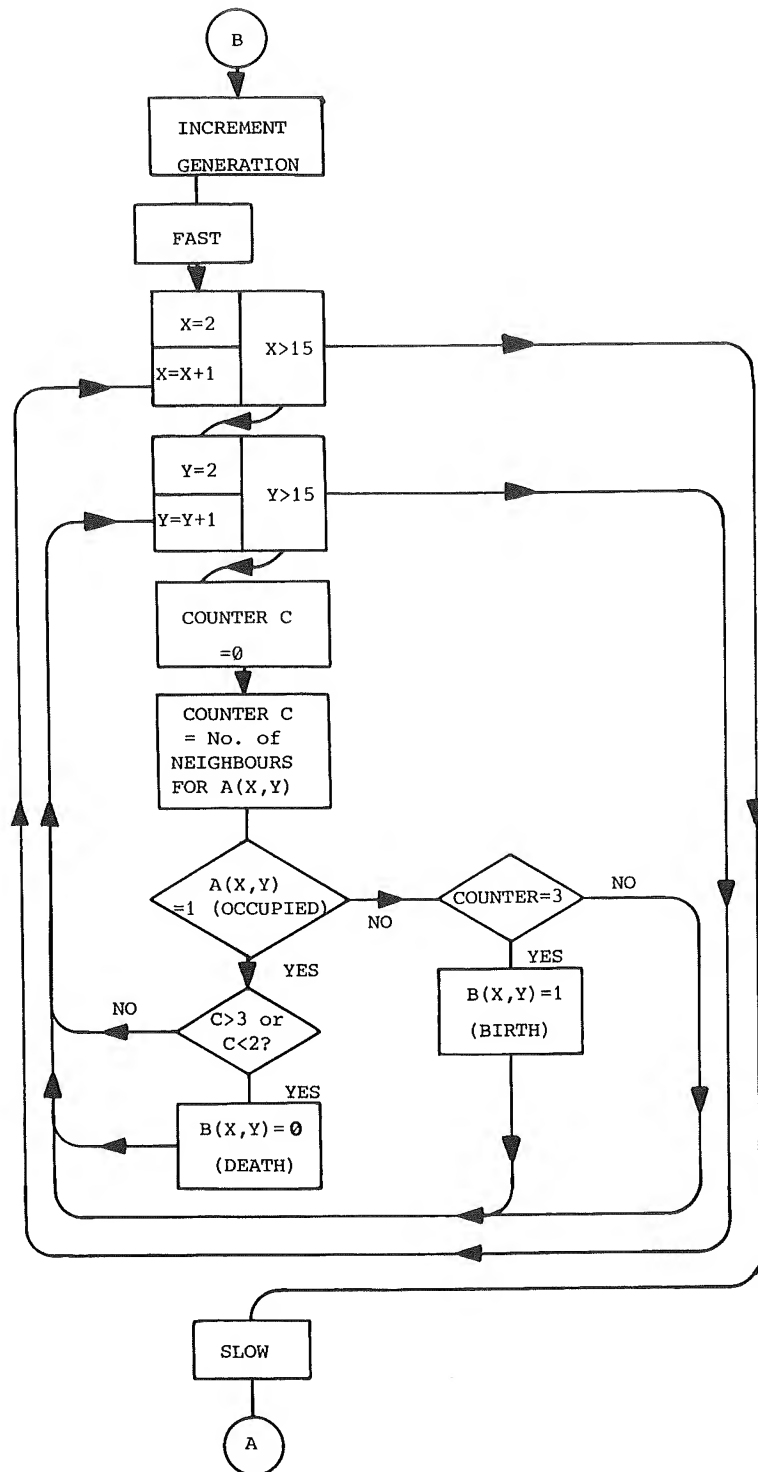 B
INCREMENT
GENERATION
FAST
X=2
X>15
X=X+1
Y=2
Y>15
Y=Y+1
COUNTER C
=0
COUNTER C
= No. of
NEIGHBOURS
FOR A(X,Y)
A(X,Y)
=1 (OCCUPIED)
NO
COUNTER=3
NO
YES
YES
B(X,Y)=1
(BIRTH)
NO
C>3 or
C<2?
YES
B(X,Y)=0
(DEATH)
SLOW
A